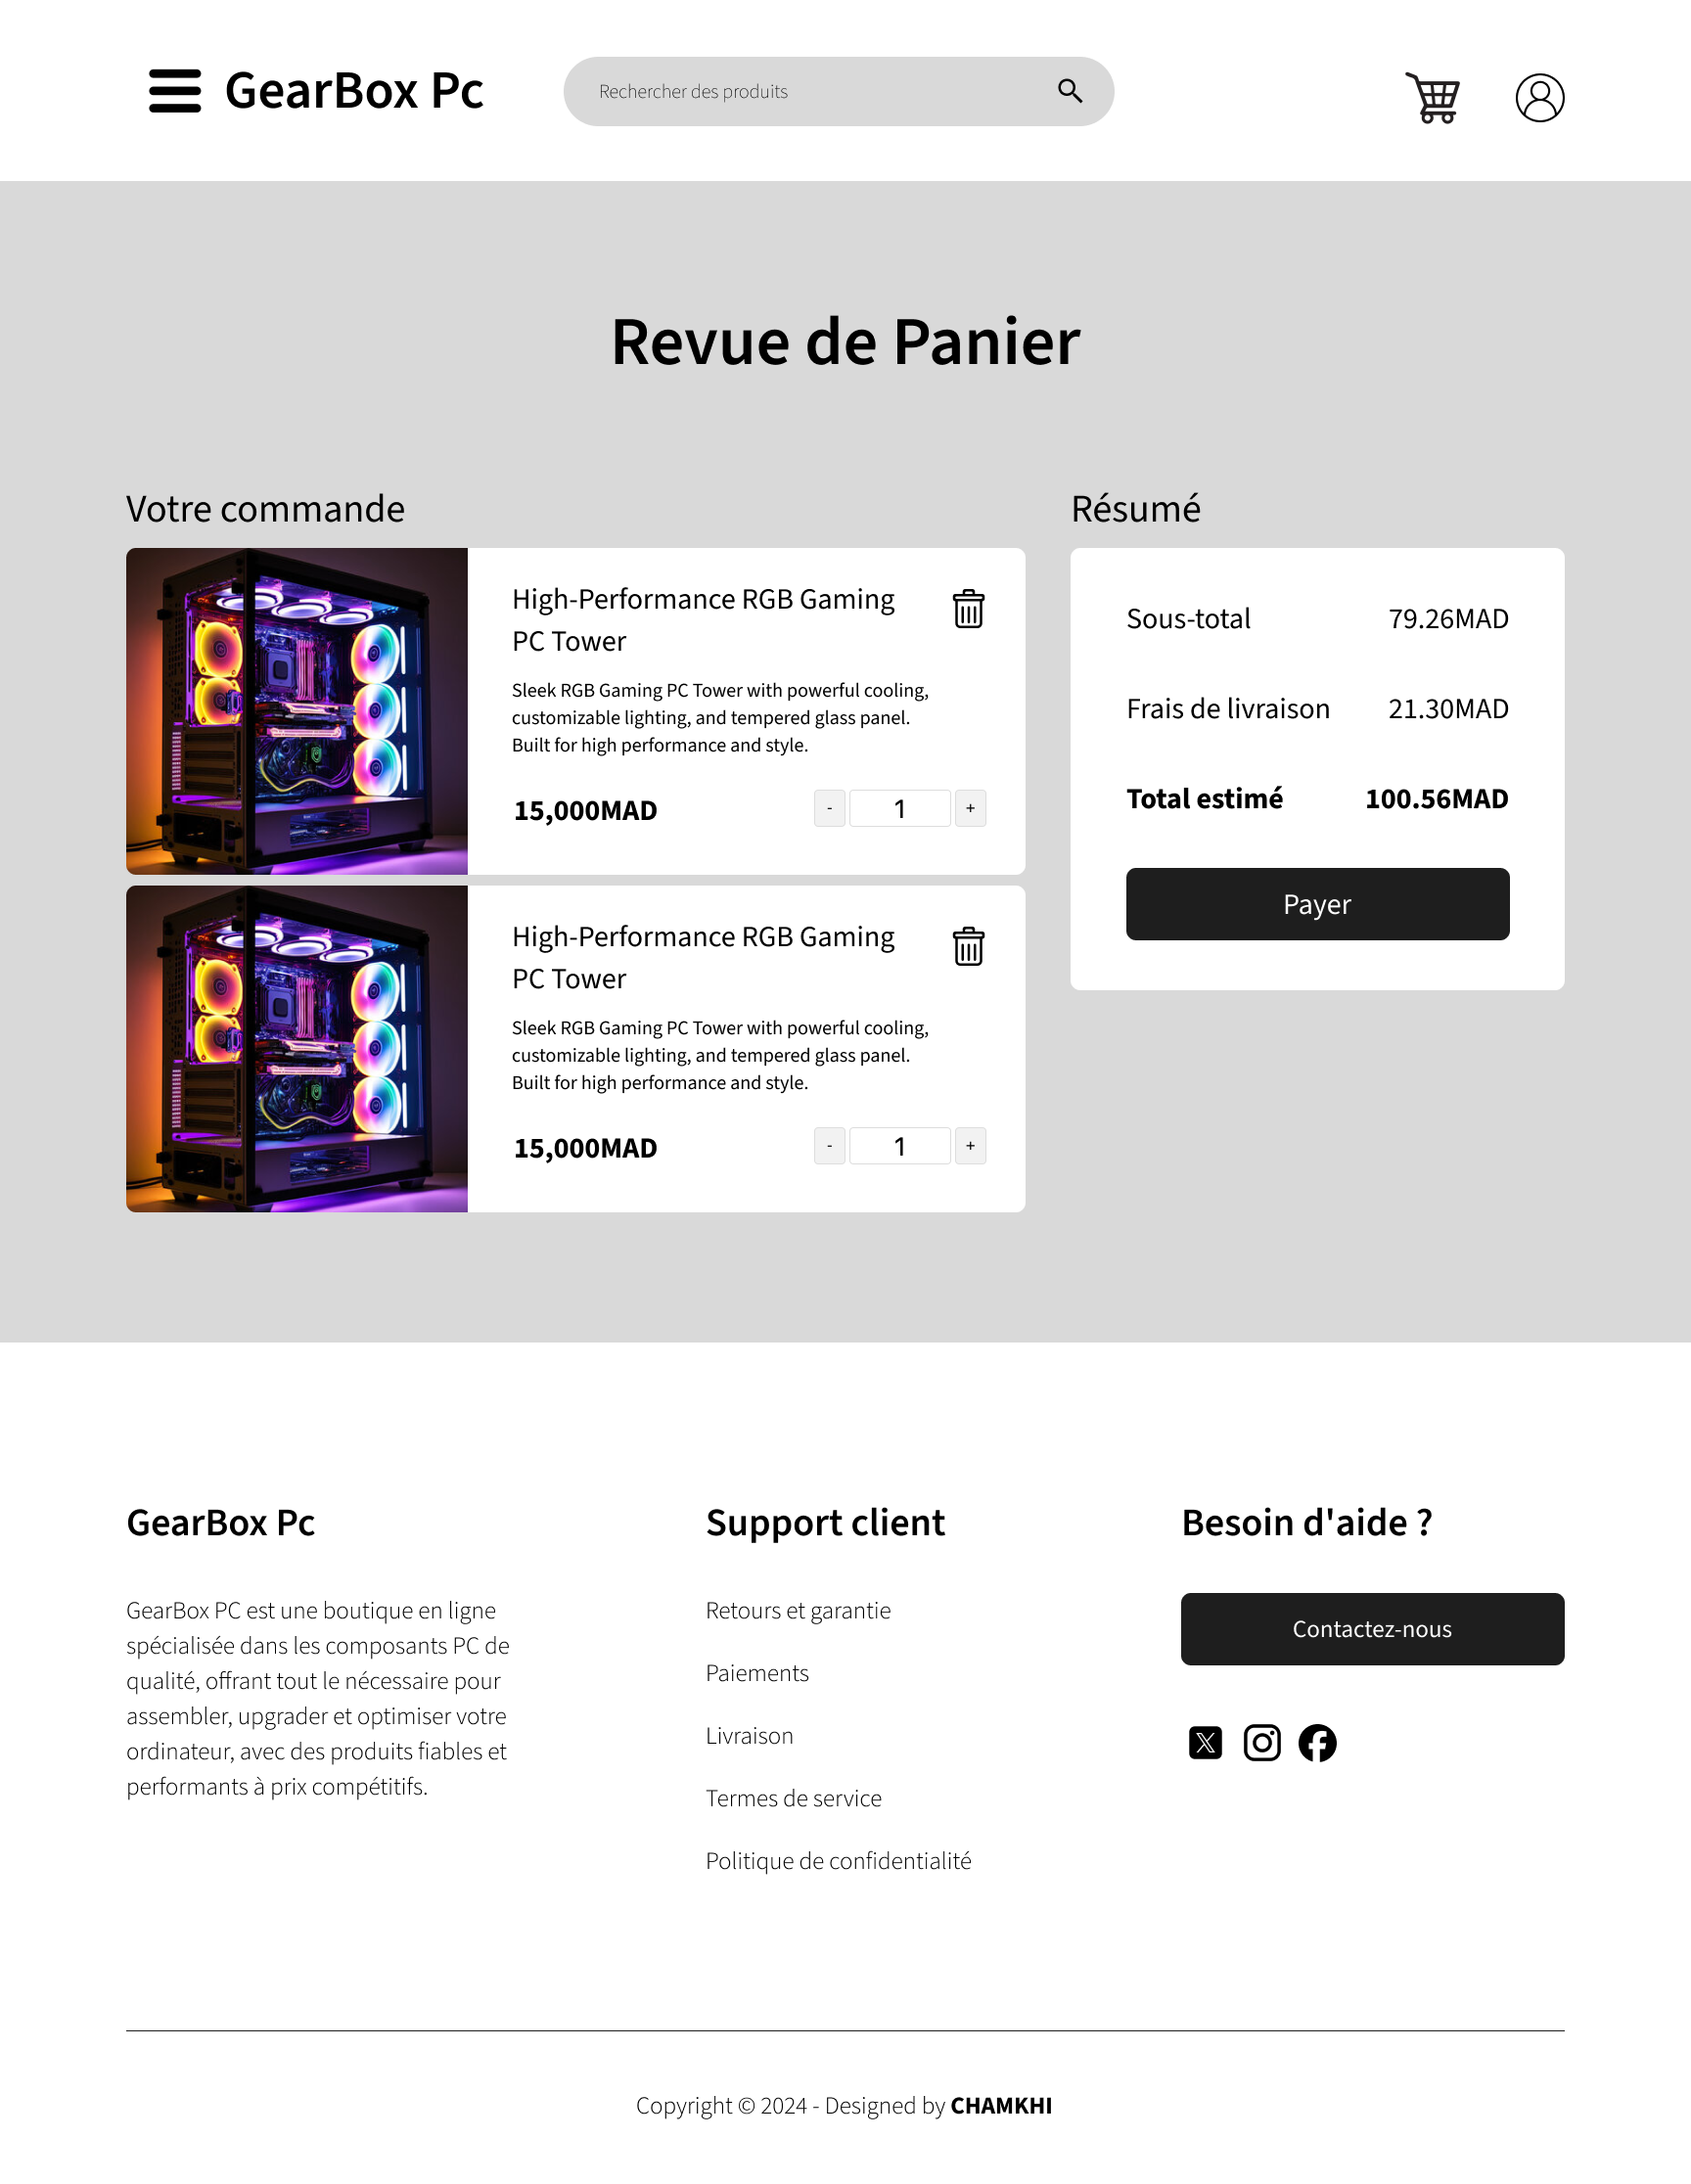 GearBox Pc
Rechercher des produits
Revue de Panier
Votre commande
High-Performance RGB Gaming
PC Tower
Sleek RGB Gaming PC Tower with powerful cooling,
customizable lighting, and tempered glass panel.
Built for high performance and style.
15,000MAD
- 1 +
High-Performance RGB Gaming
PC Tower
Sleek RGB Gaming PC Tower with powerful cooling,
customizable lighting, and tempered glass panel.
Built for high performance and style.
15,000MAD
- 1 +
Résumé
Sous-total 79.26MAD
Frais de livraison 21.30MAD
Total estimé 100.56MAD
Payer
GearBox Pc
GearBox PC est une boutique en ligne
spécialisée dans les composants PC de
qualité, offrant tout le nécessaire pour
assembler, upgrader et optimiser votre
ordinateur, avec des produits fiables et
performants à prix compétitifs.
Support client
Retours et garantie
Paiements
Livraison
Termes de service
Politique de confidentialité
Besoin d'aide ?
Contactez-nous
Copyright © 2024 - Designed by CHAMKHI